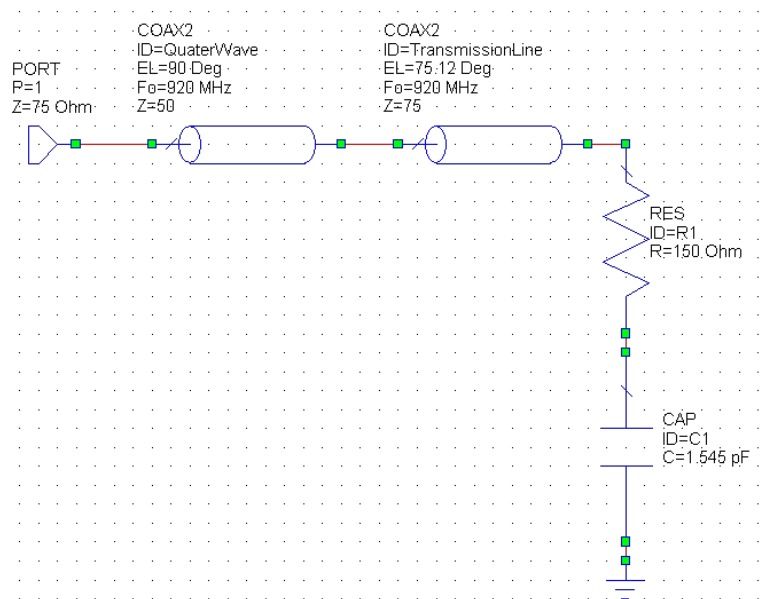 PORT
P=1
Z=75 Ohm
COAX2
ID=QuaterWave
EL=90 Deg
Fo=920 MHz
Z=50
COAX2
ID=TransmissionLine
EL=75.12 Deg
Fo=920 MHz
Z=75
RES
ID=R1
R=150 Ohm
CAP
ID=C1
C=1.545 pF